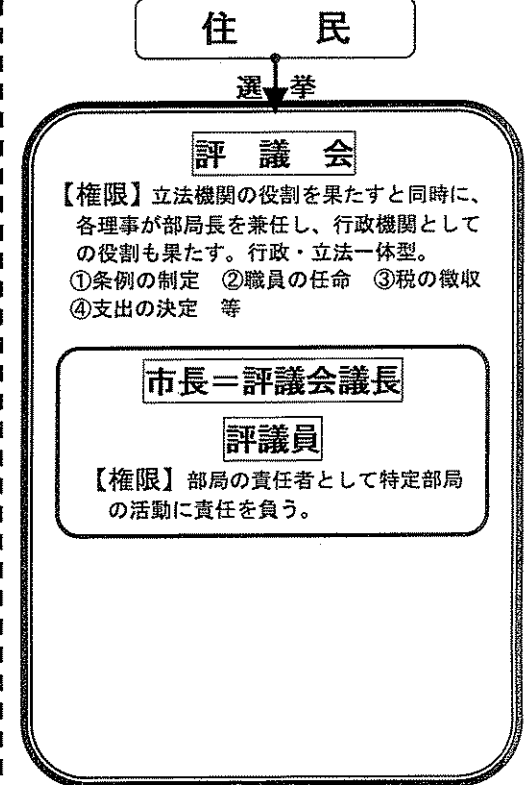 住　民
選挙
評　議　会
【権限】立法機関の役割を果たすと同時に、
各理事が部局長を兼任し、行政機関として
の役割も果たす。行政・立法一体型。
①条例の制定　②職員の任命　③税の徴収
④支出の決定　等
市長＝評議会議長
評議員
【権限】部局の責任者として特定部局
の活動に責任を負う。